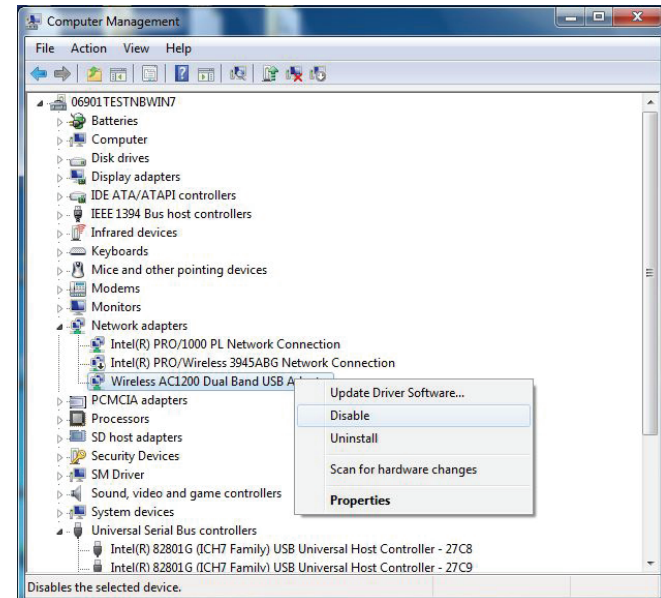 Computer Management
File Action View Help
06901TESTNBWIN7
Batteries
Computer
Disk drives
Display adapters
IDE ATA/ATAPI controllers
IEEE 1394 Bus host controllers
Infrared devices
Keyboards
Mice and other pointing devices
Modems
Monitors
Network adapters
Intel(R) PRO/1000 PL Network Connection
Intel(R) PRO/Wireless 3945ABG Network Connection
Wireless AC1200 Dual Band USB
Update Driver Software...
Disable
Uninstall
Scan for hardware changes
Properties
PCMCIA adapters
Processors
SD host adapters
Security Devices
SM Driver
Sound, video and game controllers
System devices
Universal Serial Bus controllers
Intel(R) 82801G (ICH7 Family) USB Universal Host Controller - 27C8
Intel(R) 82801G (ICH7 Family) USB Universal Host Controller - 27C9
Disables the selected device.